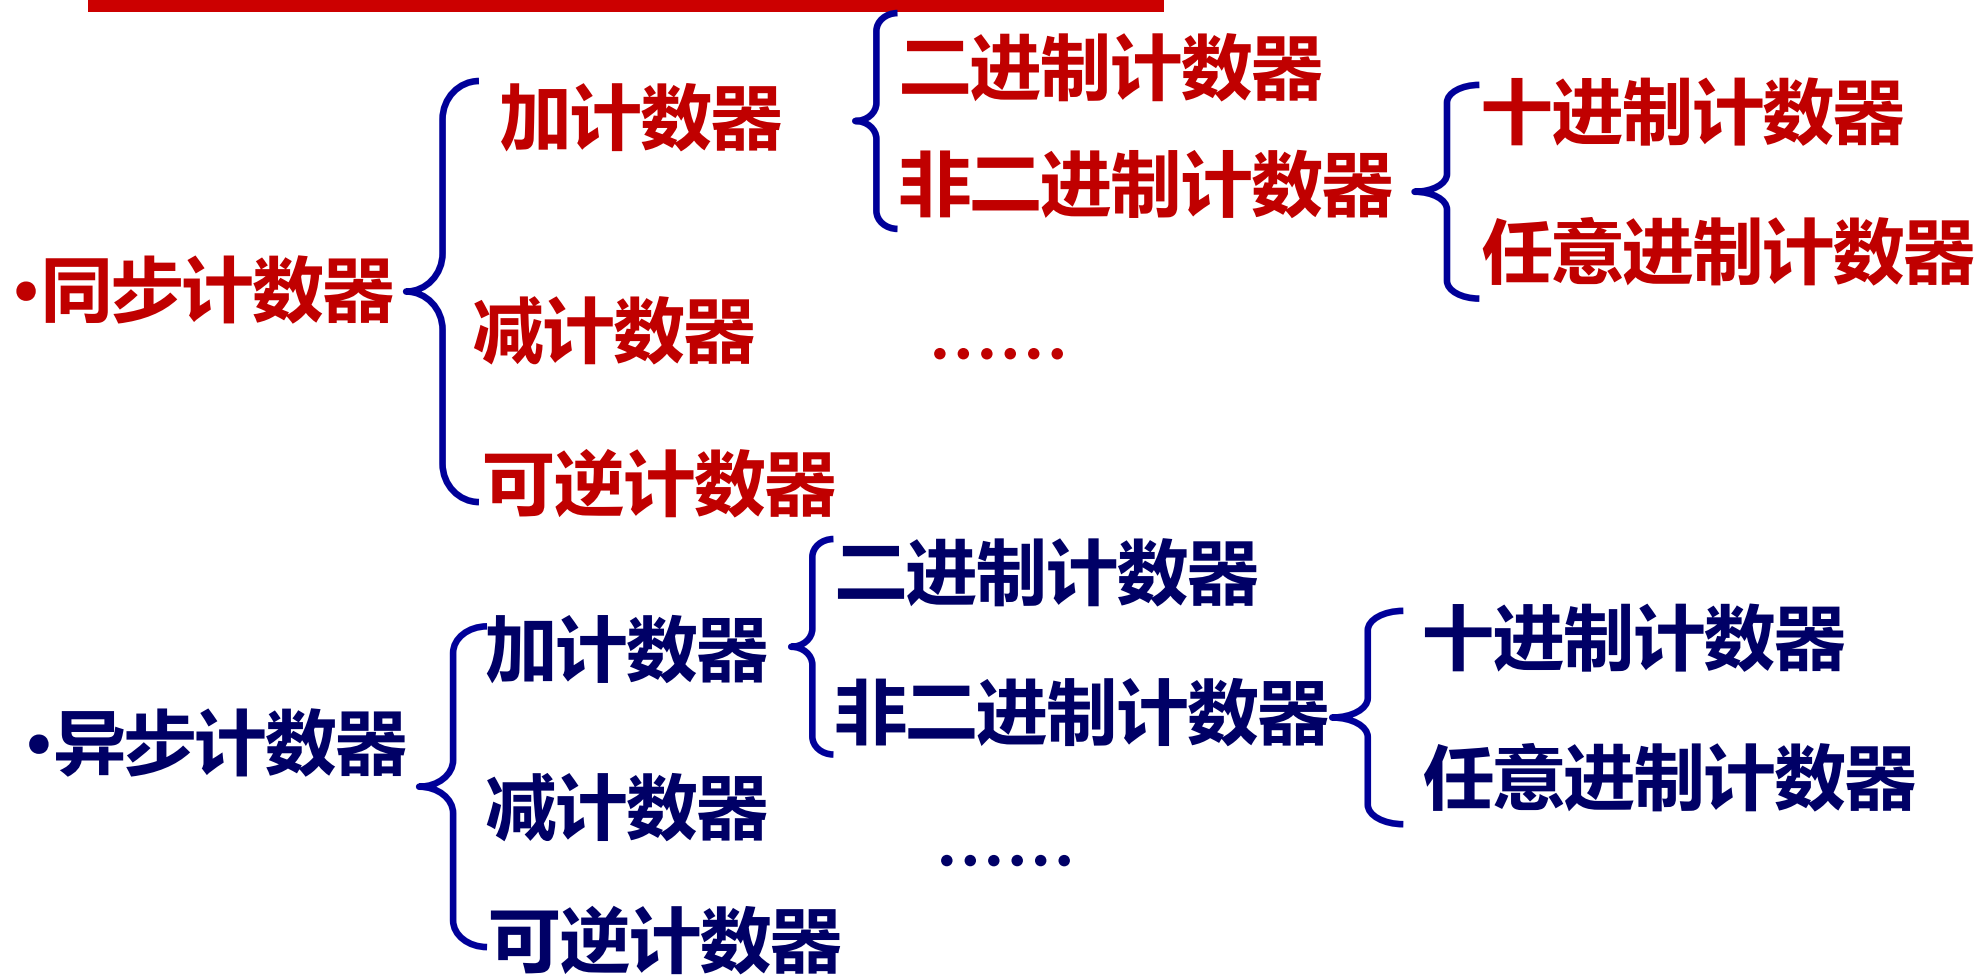 二进制计数器
加计数器
十进制计数器
非二进制计数器
任意进制计数器
•同步计数器
减计数器
……
可逆计数器
二进制计数器
加计数器
十进制计数器
非二进制计数器
•异步计数器
任意进制计数器
减计数器
……
可逆计数器